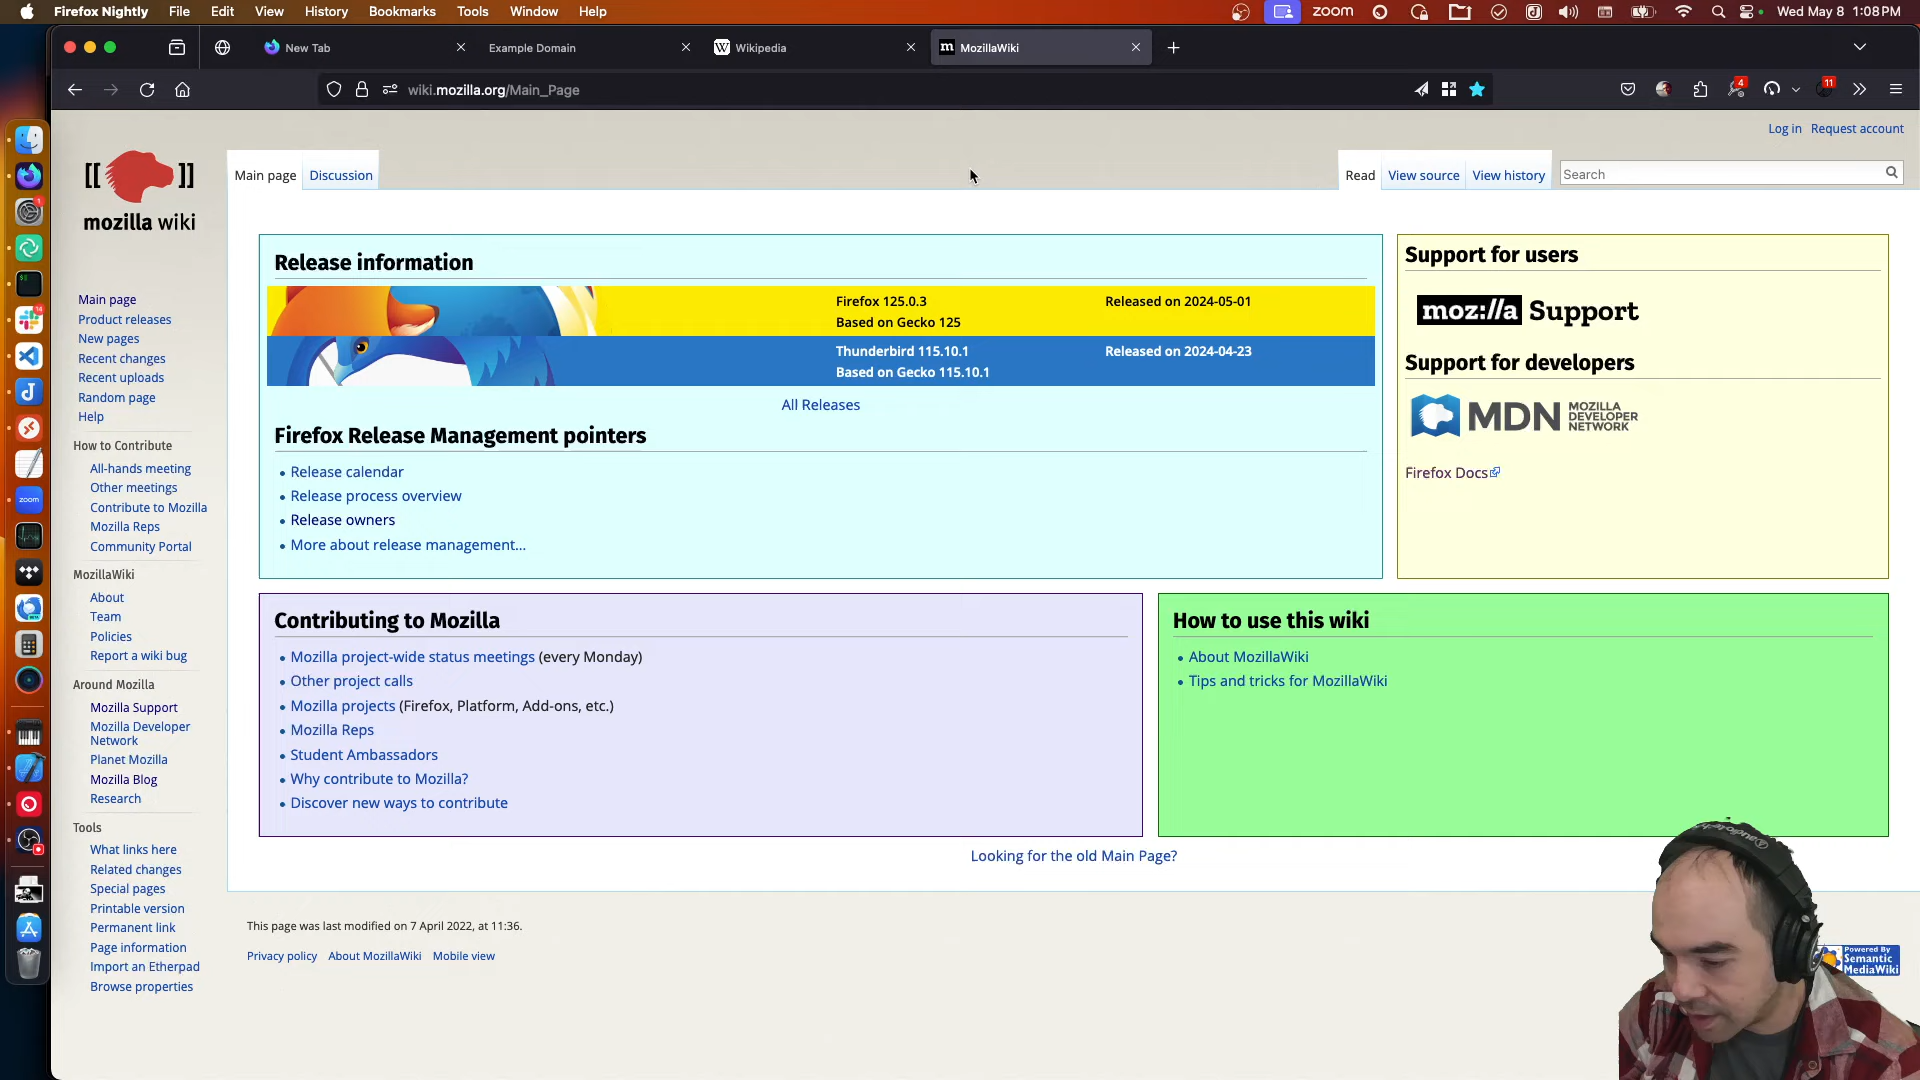 Firefox Nightly File Edit View History Bookmarks Tools Window Help
zoom
Wed May 8 1:08 PM
New Tab
Example Domain
W Wikipedia
m MozillaWiki
wiki.mozilla.org/Main_Page
4
11
Log in Request account
Main page Discussion
Read View source View history
Search
[[ ]]
mozilla wiki
Main page
Product releases
New pages
Recent changes
Recent uploads
Random page
Help
How to Contribute
All-hands meeting
Other meetings
Contribute to Mozilla
Mozilla Reps
Community Portal
MozillaWiki
About
Team
Policies
Report a wiki bug
Around Mozilla
Mozilla Support
Mozilla Developer
Network
Planet Mozilla
Mozilla Blog
Research
Tools
What links here
Related changes
Special pages
Printable version
Permanent link
Page information
Import an Etherpad
Browse properties
Release information
Firefox 125.0.3 Released on 2024-05-01
Based on Gecko 125
Thunderbird 115.10.1 Released on 2024-04-23
Based on Gecko 115.10.1
All Releases
Firefox Release Management pointers
• Release calendar
• Release process overview
• Release owners
• More about release management...
Support for users
moz://a Support
Support for developers
MDN MOZILLA
DEVELOPER
NETWORK
Firefox Docs
Contributing to Mozilla
• Mozilla project-wide status meetings (every Monday)
• Other project calls
• Mozilla projects (Firefox, Platform, Add-ons, etc.)
• Mozilla Reps
• Student Ambassadors
• Why contribute to Mozilla?
• Discover new ways to contribute
How to use this wiki
• About MozillaWiki
• Tips and tricks for MozillaWiki
Looking for the old Main Page?
This page was last modified on 7 April 2022, at 11:36.
Privacy policy About MozillaWiki Mobile view
Powered By
Semantic
MediaWiki
audio-technica
zoom